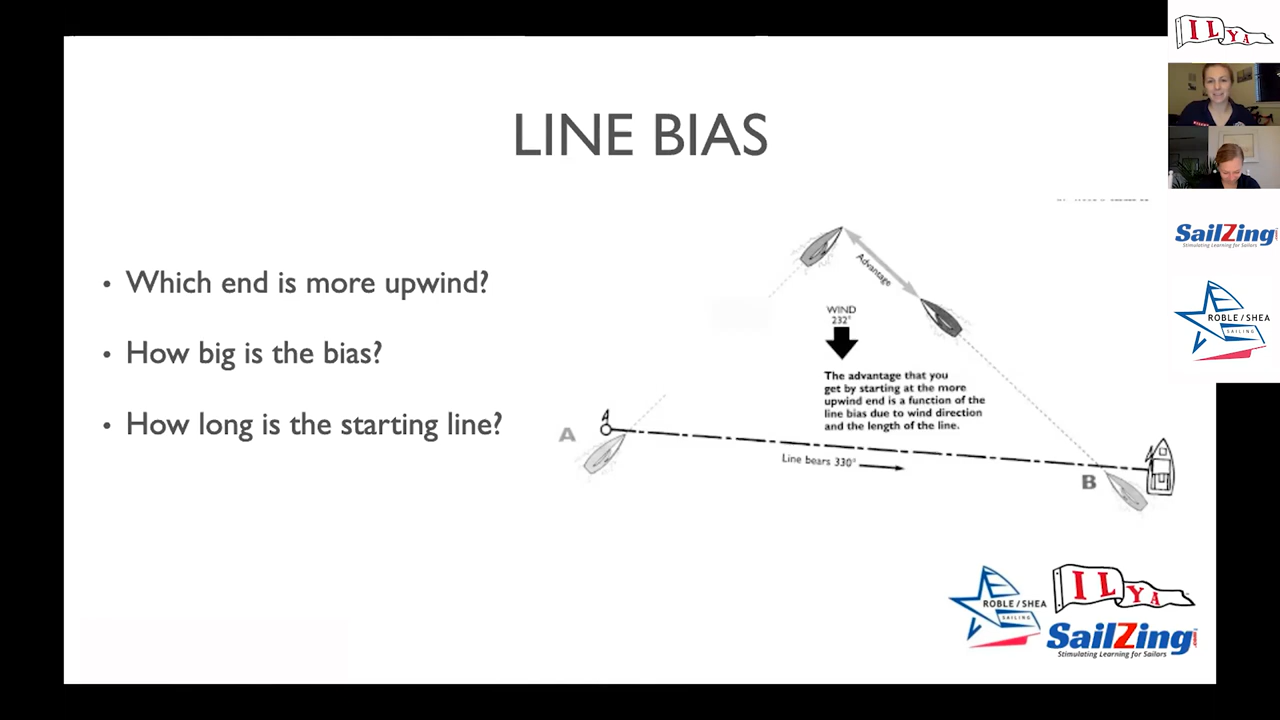 LINE BIAS
• Which end is more upwind?
• How big is the bias?
• How long is the starting line?
Advantage
WIND
232°
The advantage that you
get by starting at the more
upwind end is a function of the
line bias due to wind direction
and the length of the line.
A
A
Line bears 330°
B
ROBLE/SHEA
SAILING
ILYA
SailZing.com
Stimulating Learning for Sailors
ILYA
SailZing
Stimulating Learning for Sailors
ROBLE/SHEA
SAILING